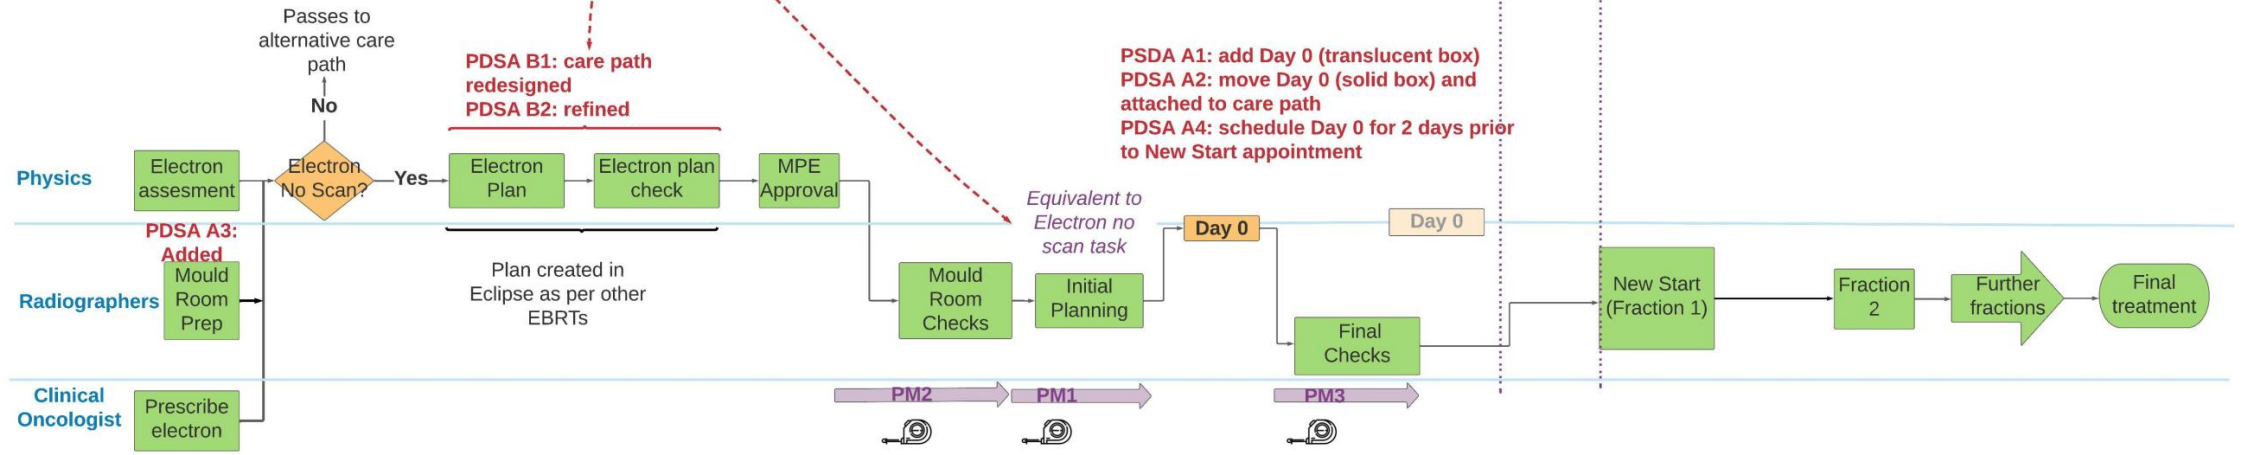 Passes to
alternative care
path
No
PDSA B1: care path
redesigned
PDSA B2: refined
PSDA A1: add Day 0 (translucent box)
PDSA A2: move Day 0 (solid box) and
attached to care path
PDSA A4: schedule Day 0 for 2 days prior
to New Start appointment
Physics
Electron
assesment
Electron
No Scan?
Yes
Electron
Plan
Electron plan
check
MPE
Approval
Equivalent to
Electron no
scan task
Day 0
Day 0
PDSA A3:
Added
Radiographers
Mould
Room
Prep
Plan created in
Eclipse as per other
EBRTs
Mould
Room
Checks
Initial
Planning
Final
Checks
New Start
(Fraction 1)
Fraction
2
Further
fractions
Final
treatment
Clinical
Oncologist
Prescribe
electron
PM2
PM1
PM3